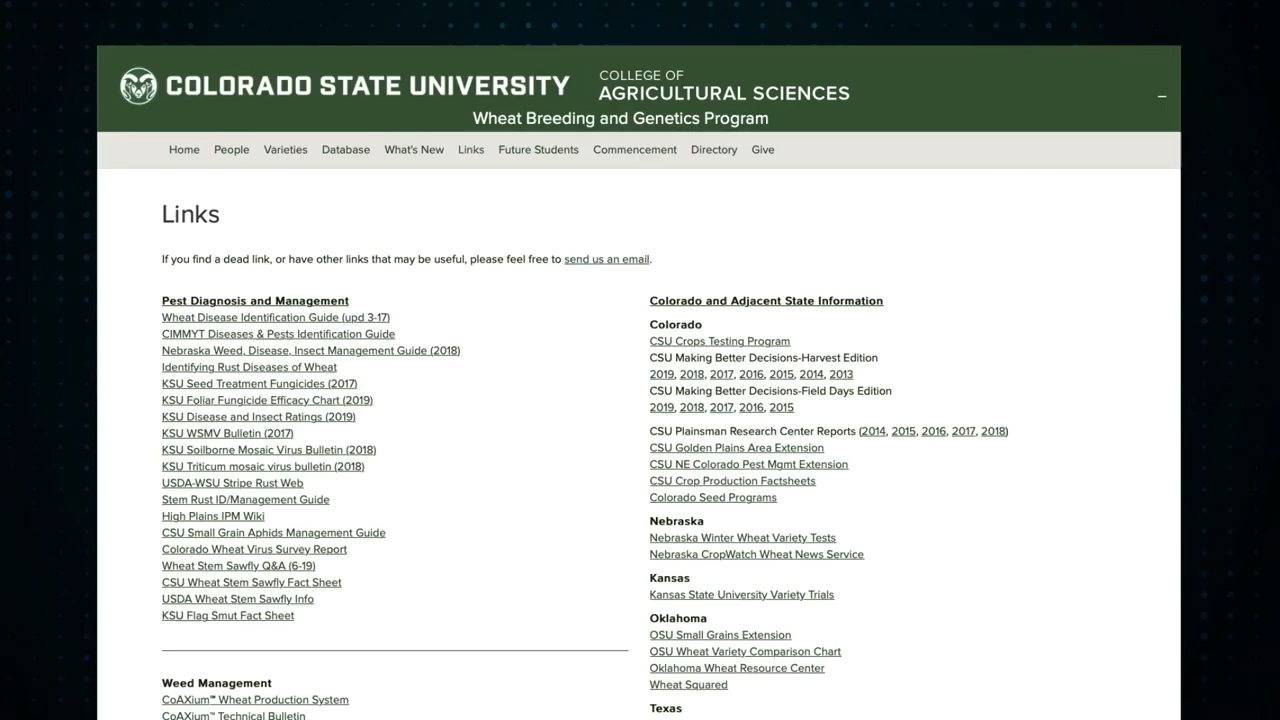 COLORADO STATE UNIVERSITY
COLLEGE OF
AGRICULTURAL SCIENCES
Wheat Breeding and Genetics Program
Home People Varieties Database What's New Links Future Students Commencement Directory Give
Links
If you find a dead link, or have other links that may be useful, please feel free to send us an email.
Pest Diagnosis and Management
Wheat Disease Identification Guide (upd 3-17)
CIMMYT Diseases & Pests Identification Guide
Nebraska Weed, Disease, Insect Management Guide (2018)
Identifying Rust Diseases of Wheat
KSU Seed Treatment Fungicides (2017)
KSU Foliar Fungicide Efficacy Chart (2019)
KSU Disease and Insect Ratings (2019)
KSU WSMV Bulletin (2017)
KSU Soilborne Mosaic Virus Bulletin (2018)
KSU Triticum mosaic virus bulletin (2018)
USDA-WSU Stripe Rust Web
Stem Rust ID/Management Guide
High Plains IPM Wiki
CSU Small Grain Aphids Management Guide
Colorado Wheat Virus Survey Report
Wheat Stem Sawfly Q&A (6-19)
CSU Wheat Stem Sawfly Fact Sheet
USDA Wheat Stem Sawfly Info
KSU Flag Smut Fact Sheet
Weed Management
CoAXium™ Wheat Production System
CoAXium™ Technical Bulletin
Colorado and Adjacent State Information
Colorado
CSU Crops Testing Program
CSU Making Better Decisions-Harvest Edition
2019, 2018, 2017, 2016, 2015, 2014, 2013
CSU Making Better Decisions-Field Days Edition
2019, 2018, 2017, 2016, 2015
CSU Plainsman Research Center Reports (2014, 2015, 2016, 2017, 2018)
CSU Golden Plains Area Extension
CSU NE Colorado Pest Mgmt Extension
CSU Crop Production Factsheets
Colorado Seed Programs
Nebraska
Nebraska Winter Wheat Variety Tests
Nebraska CropWatch Wheat News Service
Kansas
Kansas State University Variety Trials
Oklahoma
OSU Small Grains Extension
OSU Wheat Variety Comparison Chart
Oklahoma Wheat Resource Center
Wheat Squared
Texas